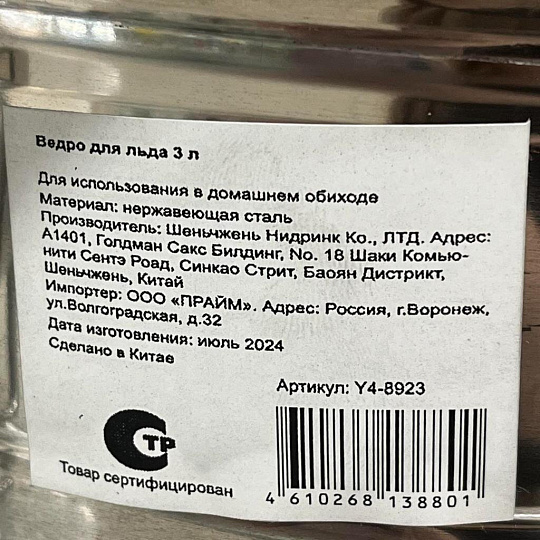 Ведро для льда 3 л
Для использования в домашнем обиходе
Материал: нержавеющая сталь
Производитель: Шеньчжень Нидринк Ко., ЛТД. Адрес:
А1401, Голдман Сакс Билдинг, No. 18 Шаки Комью-
нити Сентэ Роад, Синкао Стрит, Баоян Дистрикт,
Шеньчжень, Китай
Импортер: ООО «ПРАЙМ». Адрес: Россия, г.Воронеж,
ул.Волгоградская, д.32
Дата изготовления: июль 2024
Сделано в Китае
Артикул: Y4-8923
СТР
Товар сертифицирован
4 610268 138801